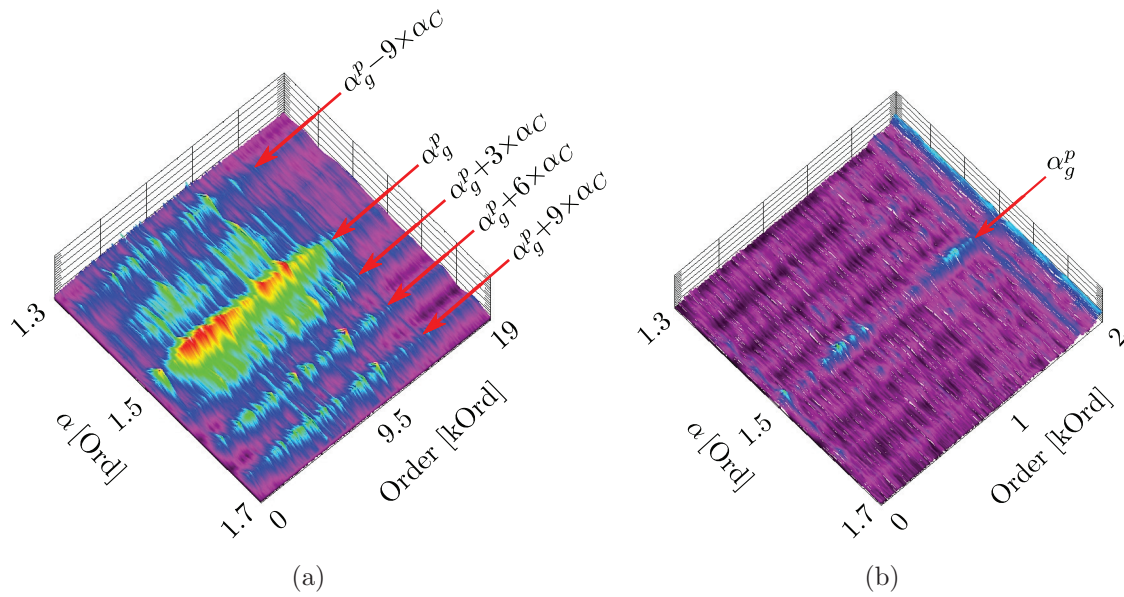 α_g^p−9×α_C
α_g^p
α_g^p+3×α_C
α_g^p+6×α_C
α_g^p+9×α_C
1.3
1.5
1.7
α [Ord]
0
9.5
19
Order [kOrd]
(a)
α_g^p
1.3
1.5
1.7
α [Ord]
0
1
2
Order [kOrd]
(b)